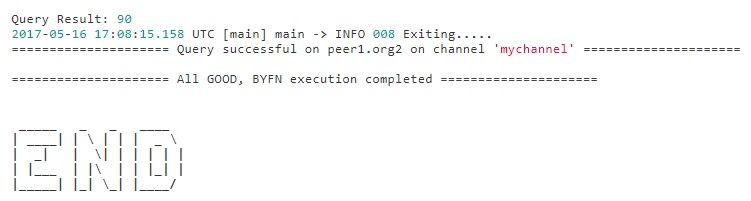 Query Result: 90
2017-05-16 17:08:15.158 UTC [main] main -> INFO 008 Exiting.....
===================== Query successful on peer1.org2 on channel 'mychannel' =====================
===================== All GOOD, BYFN execution completed =====================
 _____   _   _   ____
| ____| | \ | | |  _ \
|  _|   |  \| | | | | |
| |___  | |\  | | |_| |
|_____| |_| \_| |____/